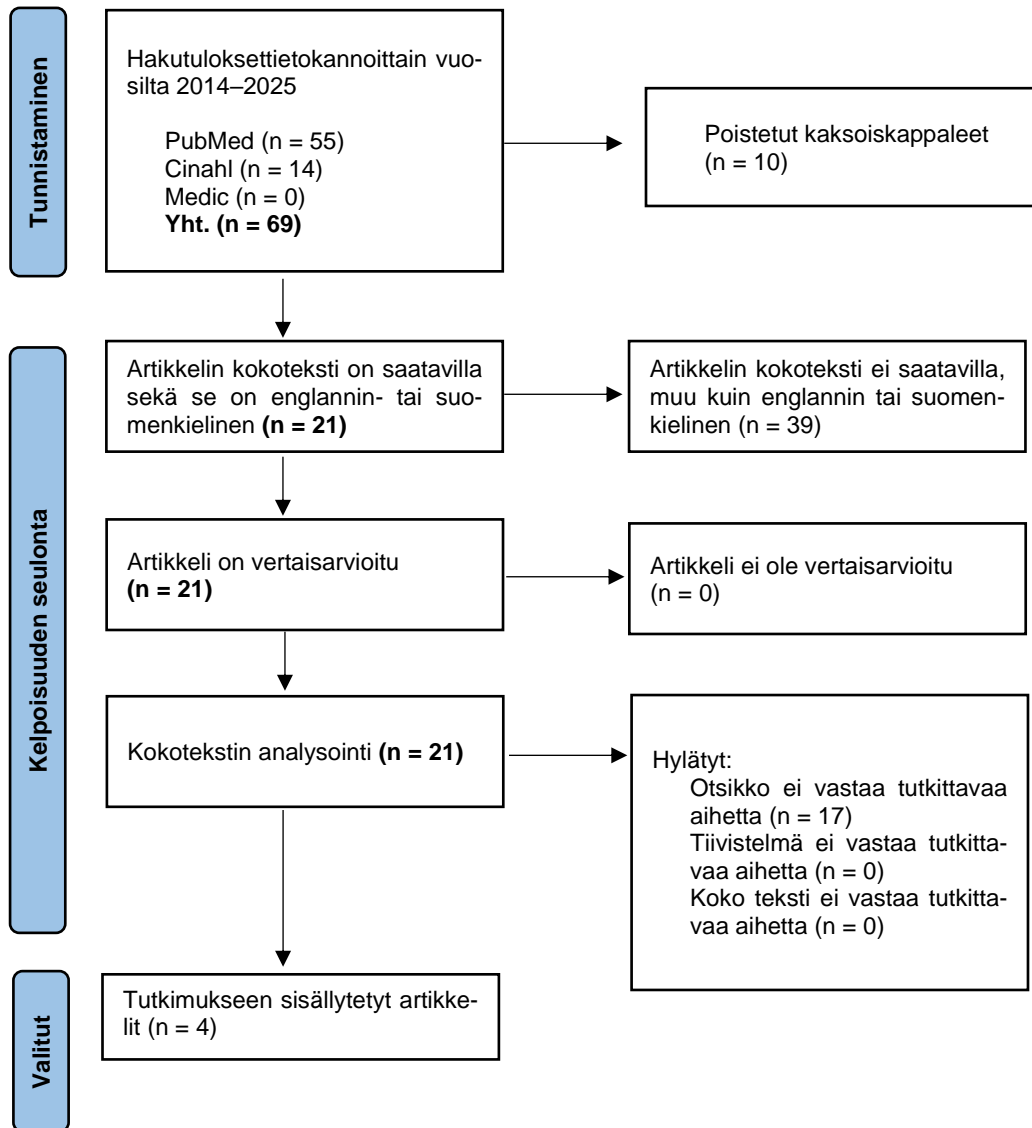 Tunnistaminen
Hakutuloksettietokannoittain vuo-
silta 2014–2025
PubMed (n = 55)
Cinahl (n = 14)
Medic (n = 0)
Yht. (n = 69)
Poistetut kaksoiskappaleet
(n = 10)
Kelpoisuuden seulonta
Artikkelin kokoteksti on saatavilla
sekä se on englannin- tai suo-
menkielinen (n = 21)
Artikkelin kokoteksti ei saatavilla,
muu kuin englannin tai suomen-
kielinen (n = 39)
Artikkeli on vertaisarvioitu
(n = 21)
Artikkeli ei ole vertaisarvioitu
(n = 0)
Kokotekstin analysointi (n = 21)
Hylätyt:
Otsikko ei vastaa tutkittavaa
aihetta (n = 17)
Tiivistelmä ei vastaa tutkitta-
vaa aihetta (n = 0)
Koko teksti ei vastaa tutkitta-
vaa aihetta (n = 0)
Valitut
Tutkimukseen sisällytetyt artikke-
lit (n = 4)